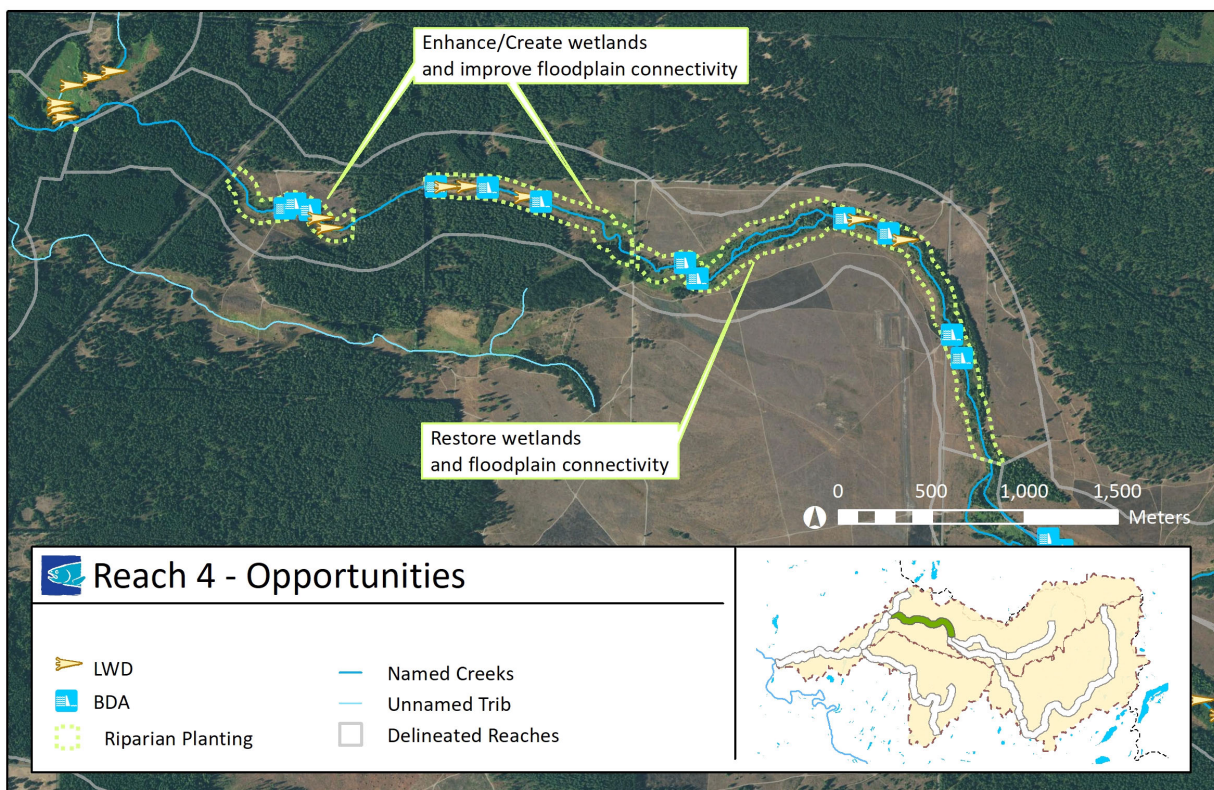 Enhance/Create wetlands
and improve floodplain connectivity
Restore wetlands
and floodplain connectivity
0 500 1,000 1,500
Meters
Reach 4 - Opportunities
LWD
BDA
Riparian Planting
Named Creeks
Unnamed Trib
Delineated Reaches